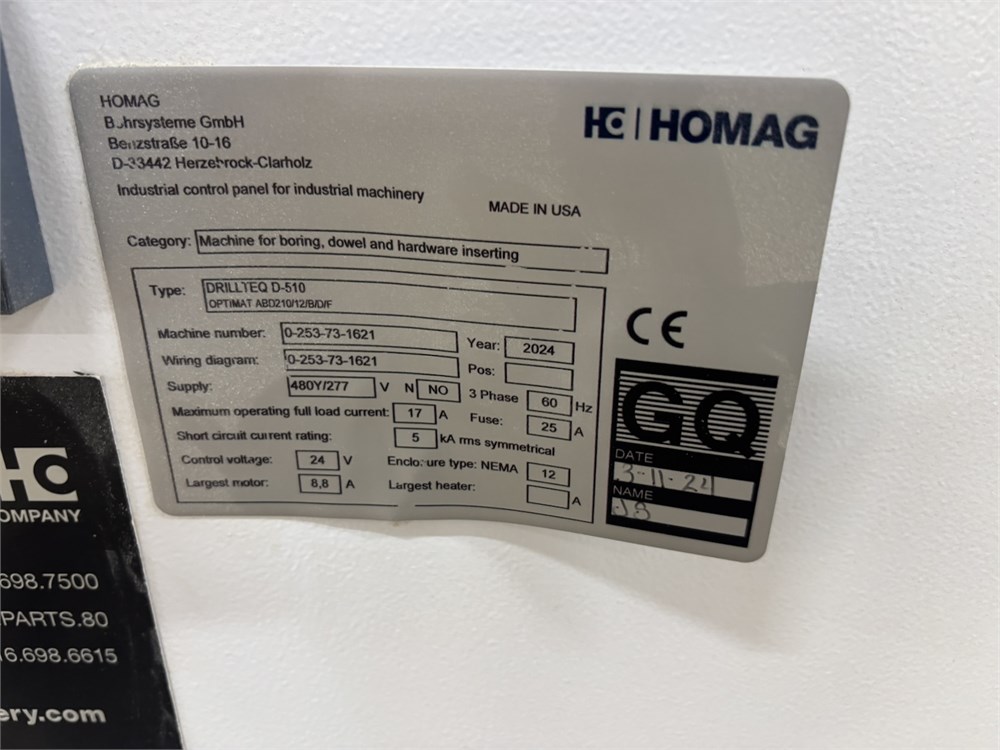 HOMAG
Bohrsysteme GmbH
Benzstraße 10-16
D-33442 Herzebrock-Clarholz
HOMAG
Industrial control panel for industrial machinery
MADE IN USA
Category: Machine for boring, dowel and hardware inserting
Type: DRILLTEQ D-510
OPTIMAT ABD210/12/B/D/F
Machine number: 0-253-73-1621 Year: 2024
Wiring diagram: 0-253-73-1621 Pos:
Supply: 480Y/277 V N NO 3 Phase 60 Hz
Maximum operating full load current: 17 A Fuse: 25 A
Short circuit current rating: 5 kA rms symmetrical
Control voltage: 24 V Enclosure type: NEMA 12
Largest motor: 8,8 A Largest heater: A
CE
GQ
DATE
3-11-24
NAME
JS
OMPANY
698.7500
PARTS.80
6.698.6615
ery.com